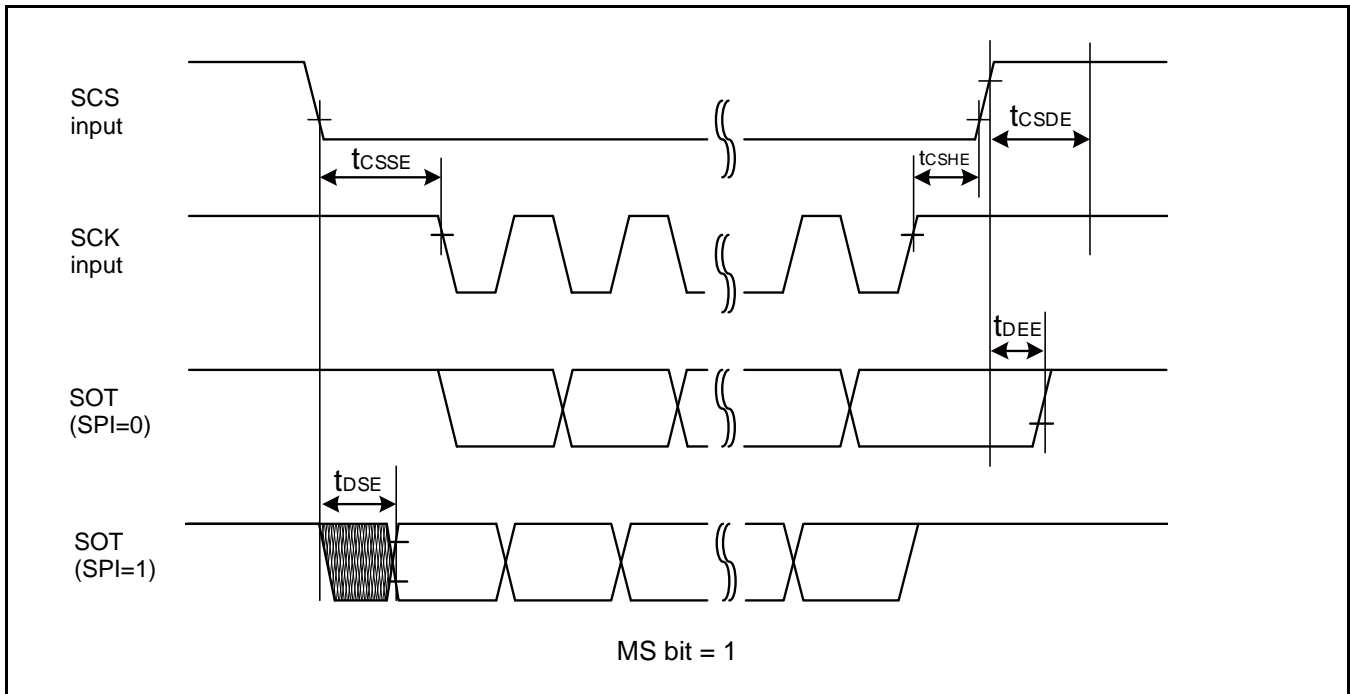 SCS
input
tCSDE
tCSSE
tCSHE
SCK
input
tDEE
SOT
(SPI=0)
tDSE
SOT
(SPI=1)
MS bit = 1